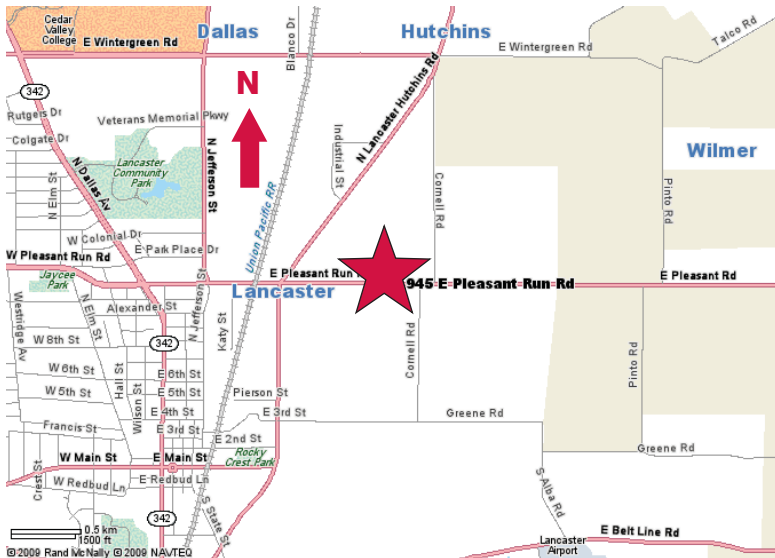 Cedar
Valley
College
Dallas
Blanco Dr
Hutchins
Talco Rd
E Wintergreen Rd
E Wintergreen Rd
N
342
Rutgers Dr
Colgate Dr
Veterans Memorial Pkwy
Lancaster
Community
Park
N Jefferson St
N Dallas Av
N Elm St
Industrial St
N Lancaster Hutchins Rd
Cornell Rd
Wilmer
Pinto Rd
Union Pacific RR
W Colonial Dr
E Park Place Dr
W Pleasant Run Rd
Jaycee
Park
E Pleasant Run
945 E Pleasant Run Rd
E Pleasant Rd
Lancaster
Alexander St
N Elm St
N Jefferson St
Katy St
Westridge Av
W 8th St
342
Cornell Rd
Pinto Rd
W 6th St
E 6th St
W 5th St
E 5th St
Hall St
Wilson St
Pierson St
E 4th St
E 3rd St
Greene Rd
Francis St
E 3rd St
E 2nd St
Greene Rd
W Main St
E Main St
Rocky
Crest Park
Crest St
W Redbud Ln
E Redbud Ln
S State St
S Alba Rd
342
0.5 km
1500 ft
E Belt Line Rd
Lancaster
Airport
© 2009 Rand McNally © 2009 NAVTEQ